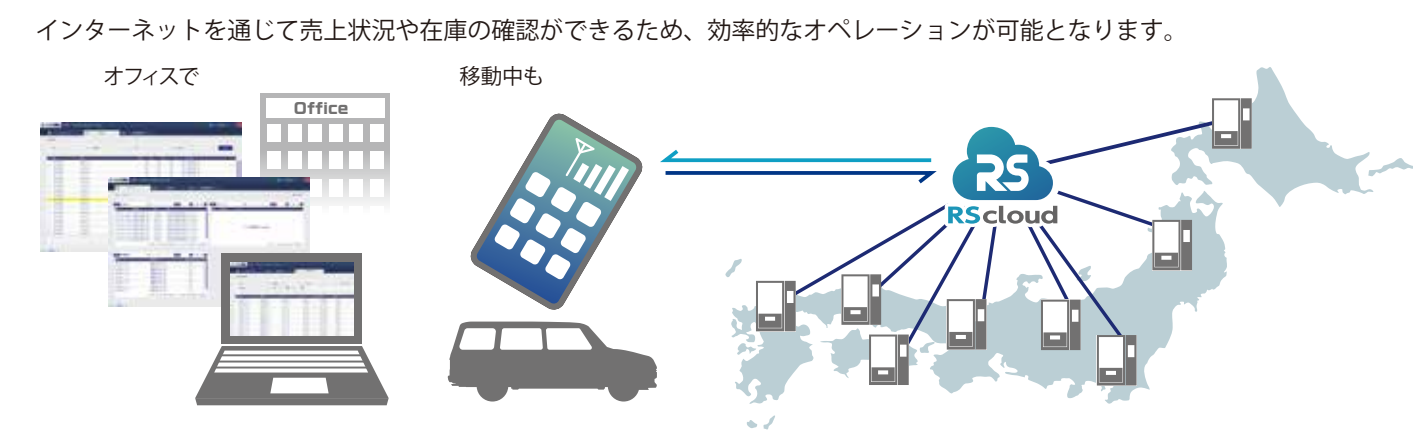 インターネットを通じて売上状況や在庫の確認ができるため、効率的なオペレーションが可能となります。
オフィスで
移動中も
Office
RS
RScloud